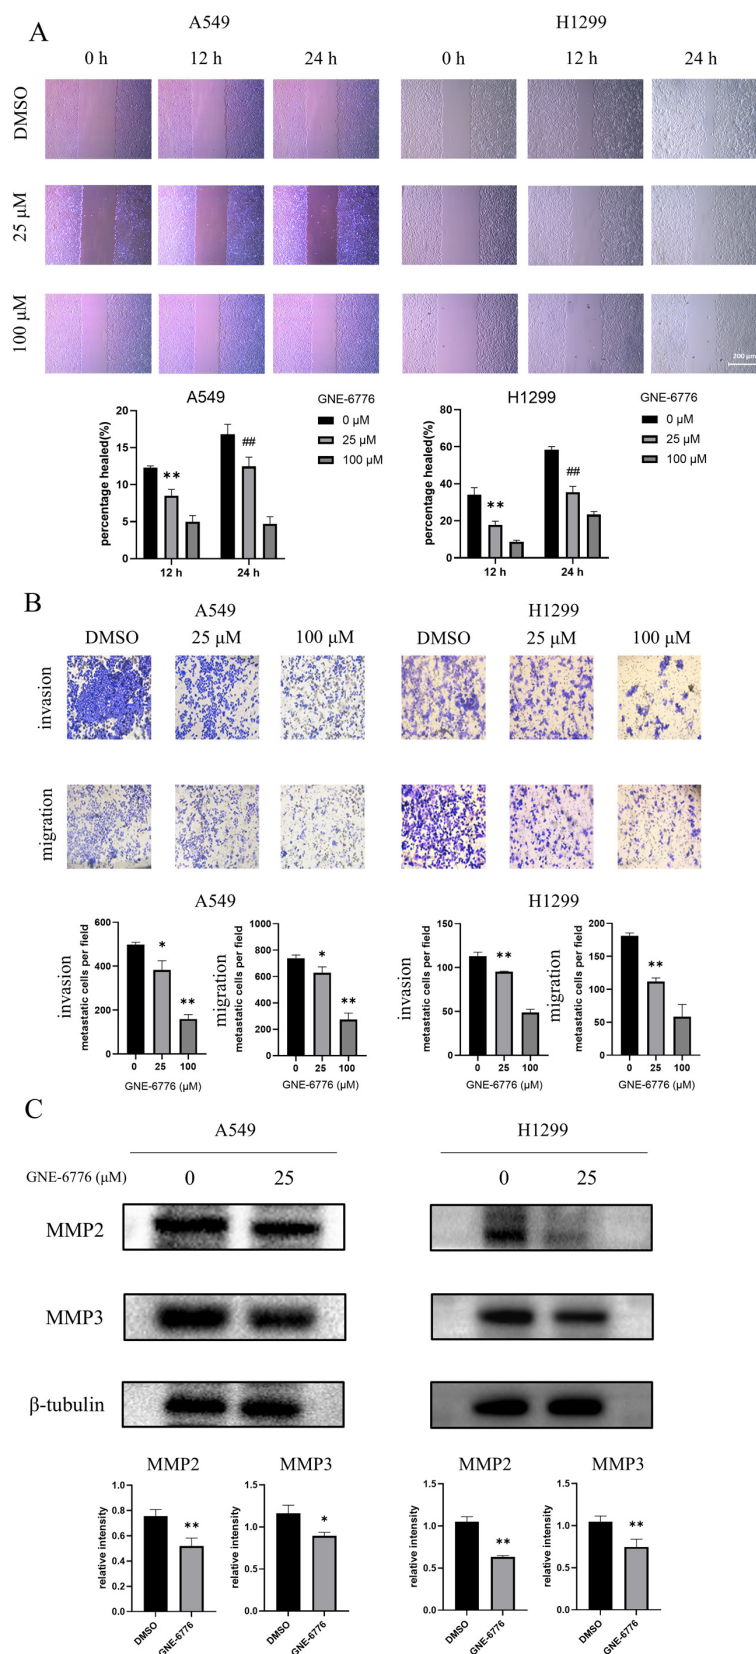 A
A549 H1299
0 h 12 h 24 h 0 h 12 h 24 h
DMSO
25 μM
100 μM
200 μm
A549
percentage healed(%)
20
15
10
5
0
** ##
12 h 24 h
GNE-6776
0 μM
25 μM
100 μM
H1299
percentage healed(%)
80
60
40
20
0
** ##
12 h 24 h
GNE-6776
0 μM
25 μM
100 μM
B
A549 H1299
DMSO 25 μM 100 μM DMSO 25 μM 100 μM
invasion
migration
A549
invasion
metastatic cells per field
600
400
200
0
* **
0 25 100
GNE-6776 (μM)
migration
metastatic cells per field
1000
800
600
400
200
0
* **
0 25 100
GNE-6776 (μM)
H1299
invasion
metastatic cells per field
150
100
50
0
**
0 25 100
GNE-6776 (μM)
migration
metastatic cells per field
200
150
100
50
0
**
0 25 100
GNE-6776 (μM)
C
A549 H1299
GNE-6776 (μM) 0 25 0 25
MMP2
MMP3
β-tubulin
MMP2
relative intensity
1.0
0.8
0.6
0.4
0.2
0.0
**
DMSO GNE-6776
MMP3
relative intensity
1.5
1.0
0.5
0.0
*
DMSO GNE-6776
MMP2
relative intensity
1.5
1.0
0.5
0.0
**
DMSO GNE-6776
MMP3
relative intensity
1.5
1.0
0.5
0.0
**
DMSO GNE-6776